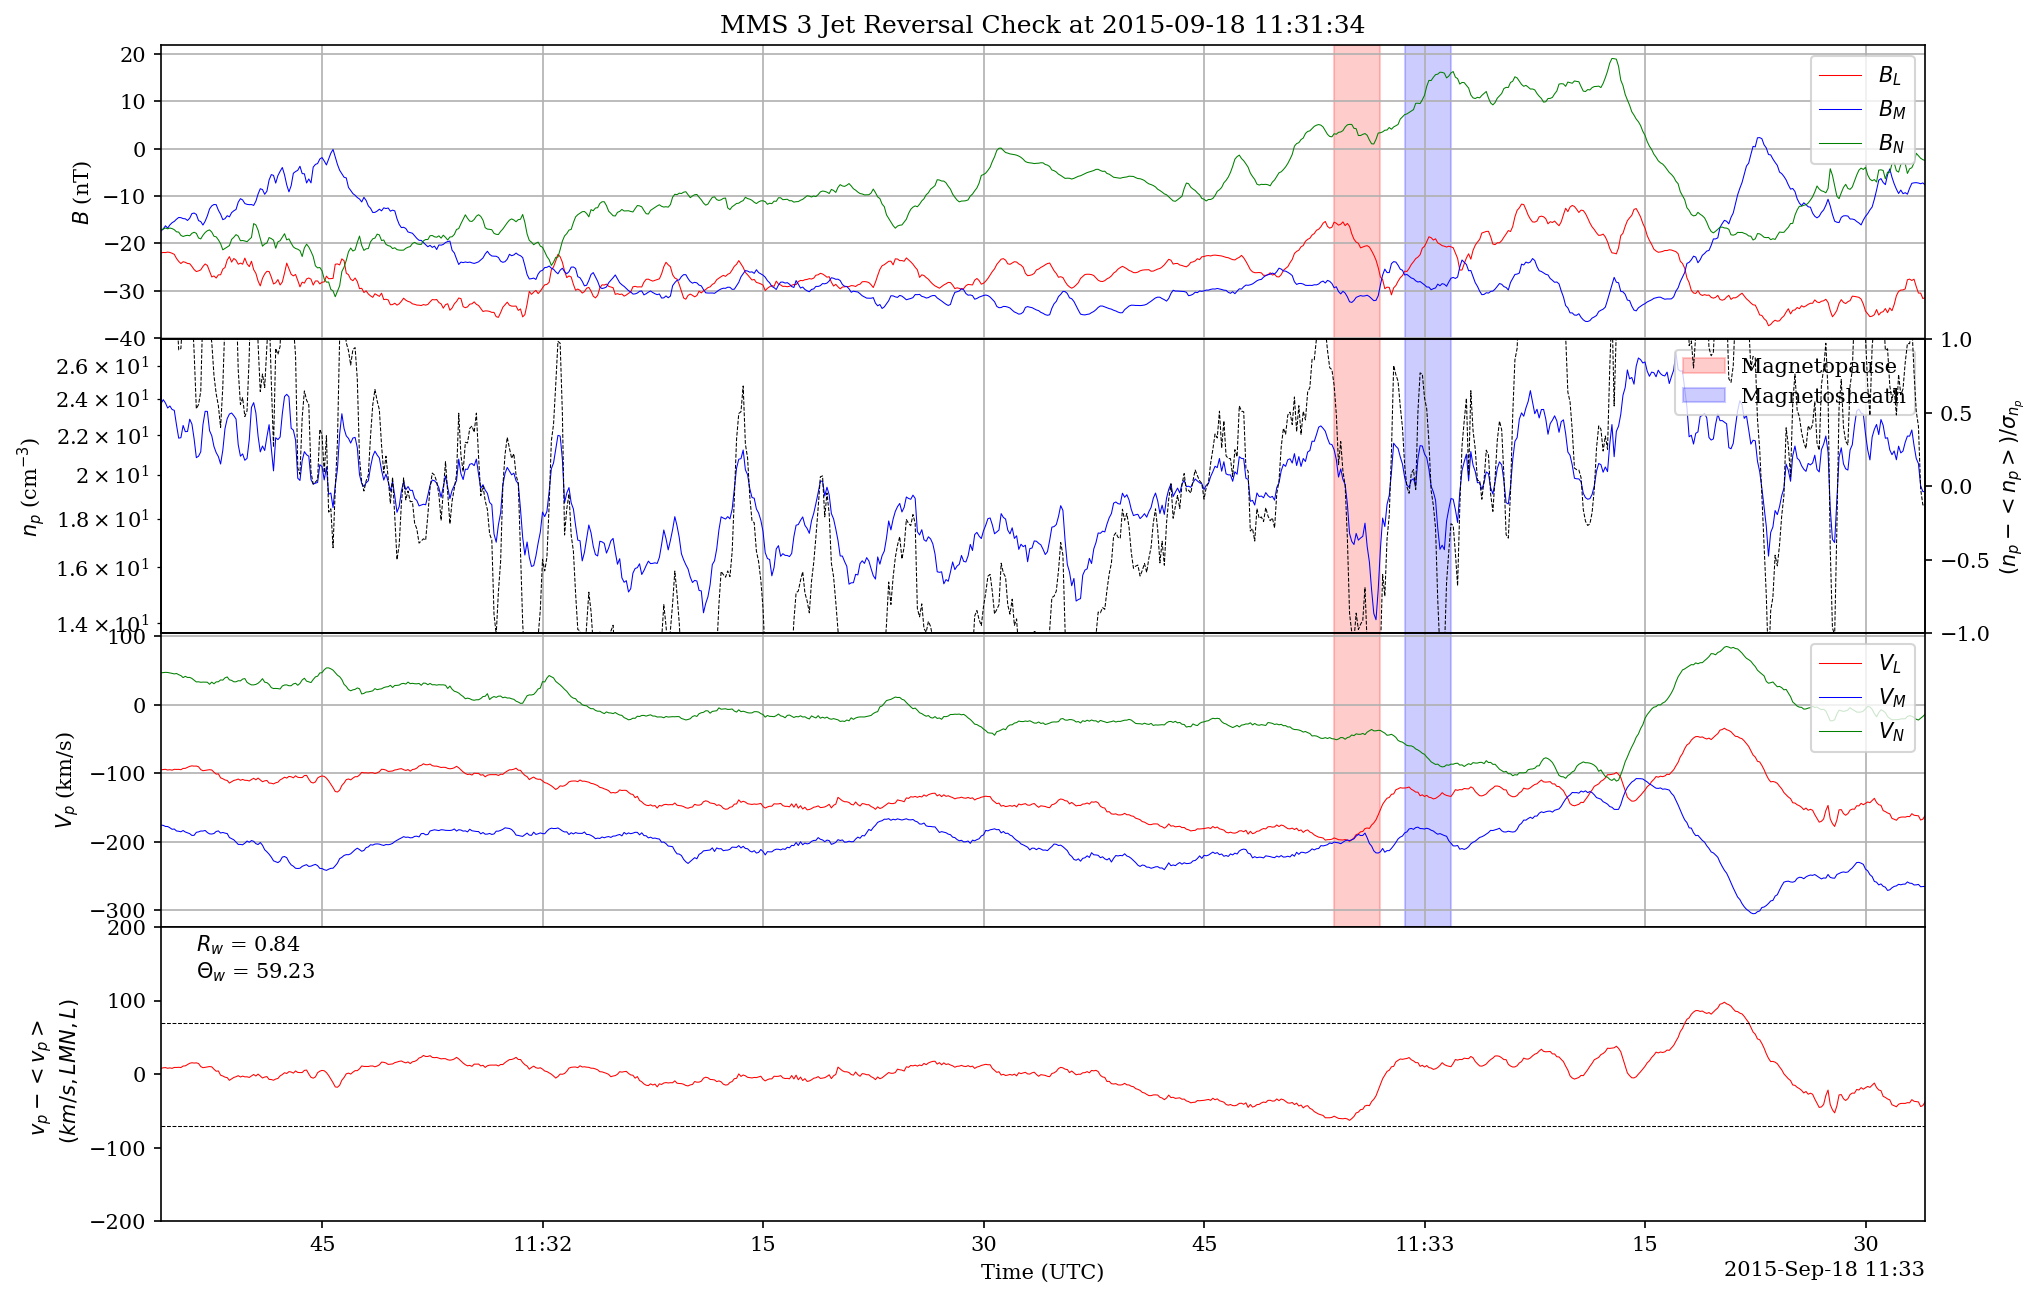 MMS 3 Jet Reversal Check at 2015-09-18 11:31:34
20
10
0
−10
−20
−30
−40
B (nT)
B_L
B_M
B_N
2.6 × 10^1
2.4 × 10^1
2.2 × 10^1
2 × 10^1
1.8 × 10^1
1.6 × 10^1
1.4 × 10^1
n_p (cm^−3)
Magnetopause
Magnetosheath
1.0
0.5
0.0
−0.5
−1.0
(n_p − < n_p > )/σ_{n_p}
100
0
−100
−200
−300
V_p (km/s)
V_L
V_M
V_N
200
100
0
−100
−200
v_p − < v_p >
(km/s, LMN, L)
R_w = 0.84
Θ_w = 59.23
45 11:32 15 30 45 11:33 15 30
Time (UTC)
2015-Sep-18 11:33